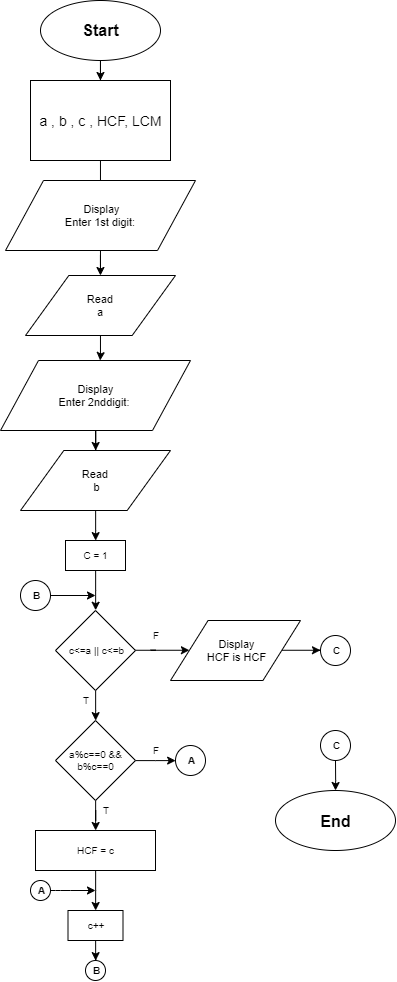 Start
a , b , c , HCF, LCM
Display
Enter 1st digit:
Read
a
Display
Enter 2nddigit:
Read
b
C = 1
B
c<=a || c<=b
F
Display
HCF is HCF
C
T
a%c==0 &&
b%c==0
F
A
C
End
T
HCF = c
A
c++
B